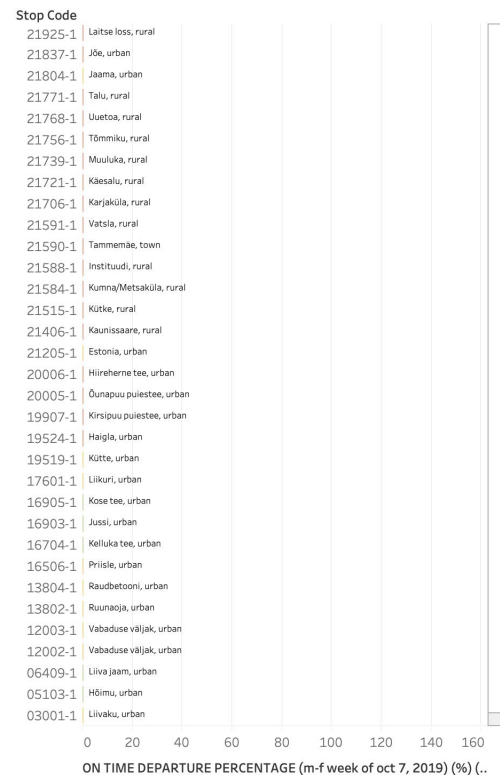 Stop Code
21925-1 Laitse loss, rural
21837-1 Jõe, urban
21804-1 Jaama, urban
21771-1 Talu, rural
21768-1 Uuetoa, rural
21756-1 Tõmmiku, rural
21739-1 Muuluka, rural
21721-1 Käesalu, rural
21706-1 Karjaküla, rural
21591-1 Vatsla, rural
21590-1 Tammemäe, town
21588-1 Instituudi, rural
21584-1 Kumna/Metsaküla, rural
21515-1 Kütke, rural
21406-1 Kaunissaare, rural
21205-1 Estonia, urban
20006-1 Hiireherne tee, urban
20005-1 Õunapuu puiestee, urban
19907-1 Kirsipuu puiestee, urban
19524-1 Haigla, urban
19519-1 Kütte, urban
17601-1 Liikuri, urban
16905-1 Kose tee, urban
16903-1 Jussi, urban
16704-1 Kelluka tee, urban
16506-1 Priisle, urban
13804-1 Raudbetooni, urban
13802-1 Ruunaoja, urban
12003-1 Vabaduse väljak, urban
12002-1 Vabaduse väljak, urban
06409-1 Liiva jaam, urban
05103-1 Hõimu, urban
03001-1 Liivaku, urban
0 20 40 60 80 100 120 140 160
ON TIME DEPARTURE PERCENTAGE (m-f week of oct 7, 2019) (%) (..